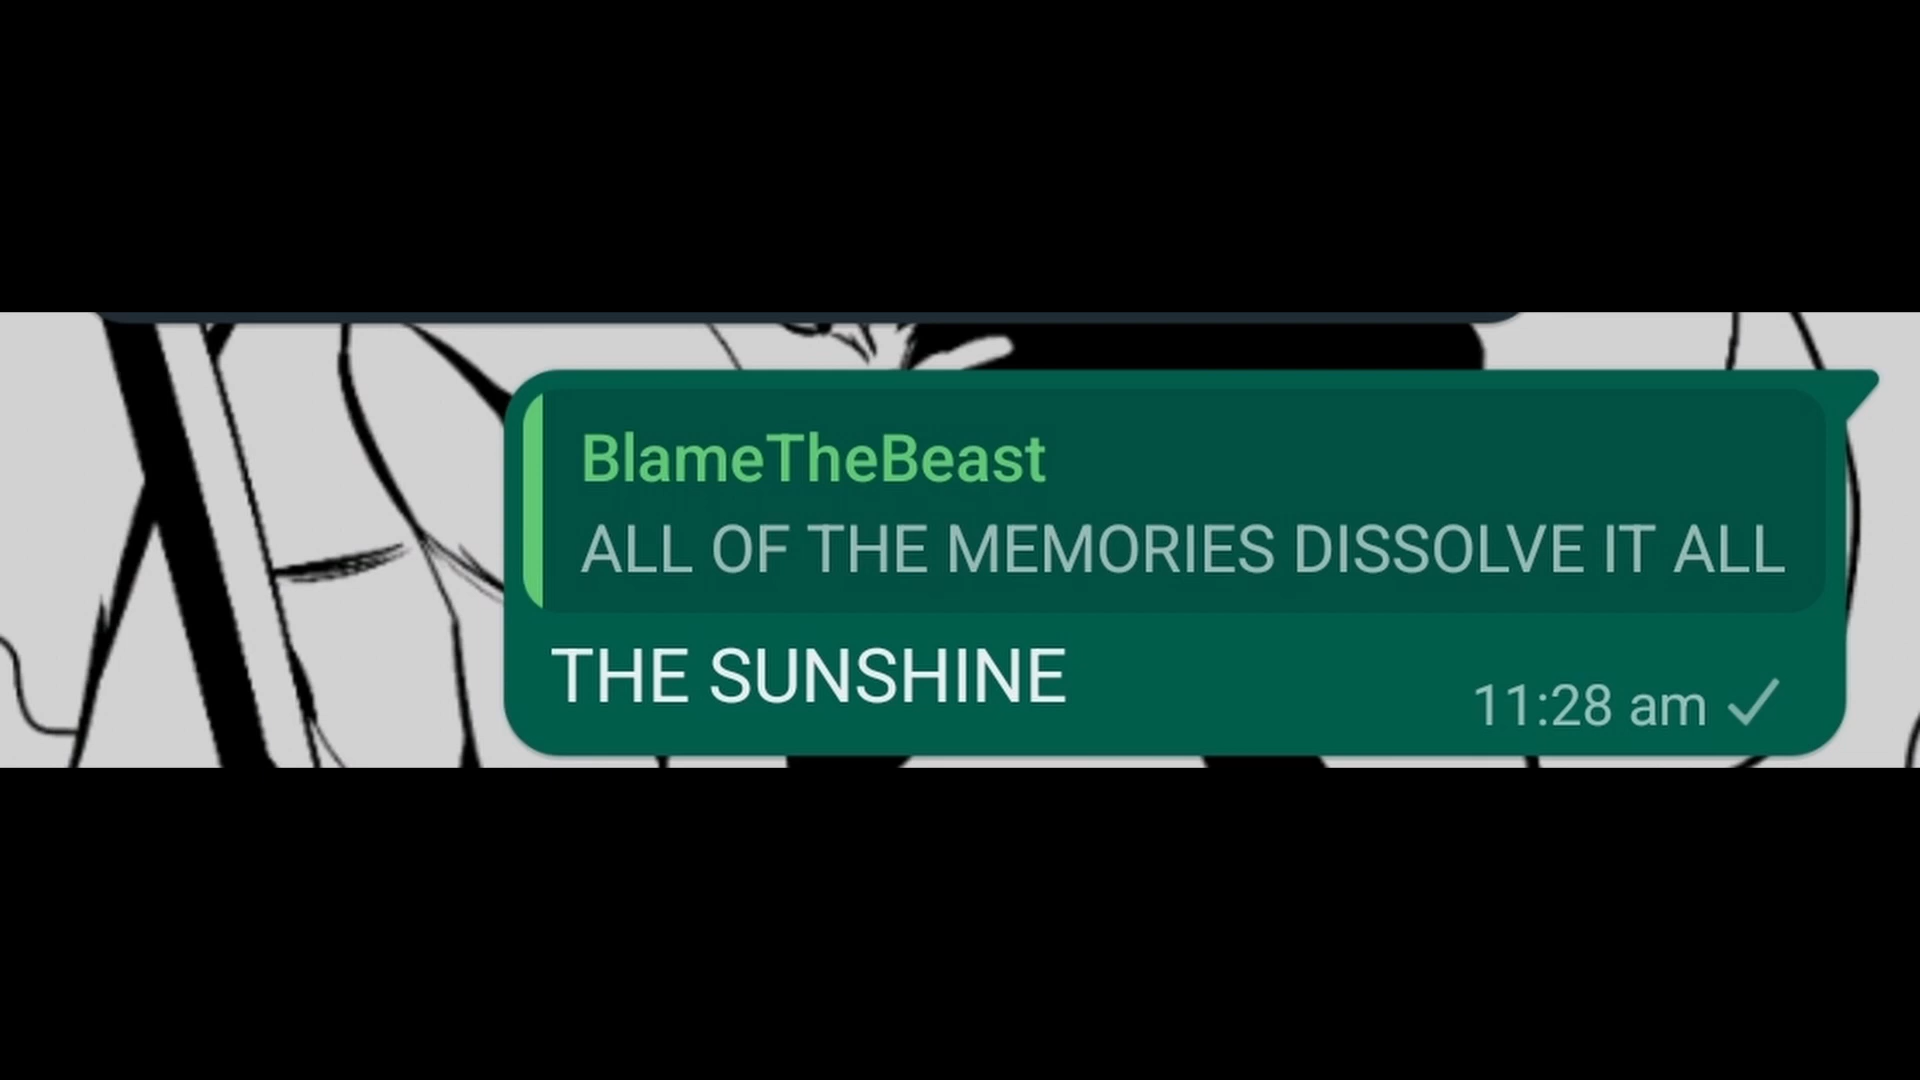 BlameTheBeast
ALL OF THE MEMORIES DISSOLVE IT ALL
THE SUNSHINE
11:28 am